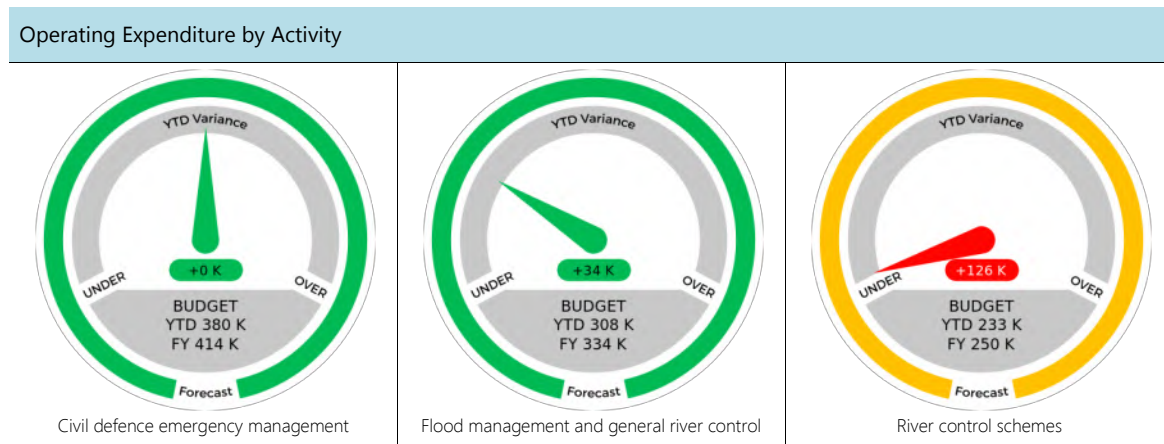 Operating Expenditure by Activity
YTD Variance
+0 K
UNDER
OVER
BUDGET
YTD 380 K
FY 414 K
Forecast
Civil defence emergency management
YTD Variance
+34 K
UNDER
OVER
BUDGET
YTD 308 K
FY 334 K
Forecast
Flood management and general river control
YTD Variance
+126 K
UNDER
OVER
BUDGET
YTD 233 K
FY 250 K
Forecast
River control schemes